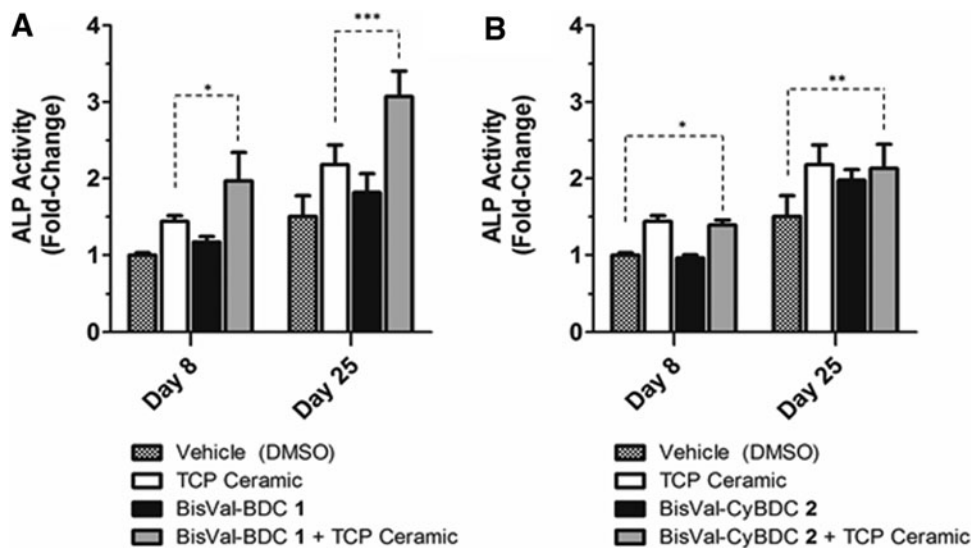 A
ALP Activity
(Fold-Change)
4
3
2
1
0
*
***
Day 8
Day 25
Vehicle (DMSO)
TCP Ceramic
BisVal-BDC 1
BisVal-BDC 1 + TCP Ceramic
B
ALP Activity
(Fold-Change)
4
3
2
1
0
*
**
Day 8
Day 25
Vehicle (DMSO)
TCP Ceramic
BisVal-CyBDC 2
BisVal-CyBDC 2 + TCP Ceramic